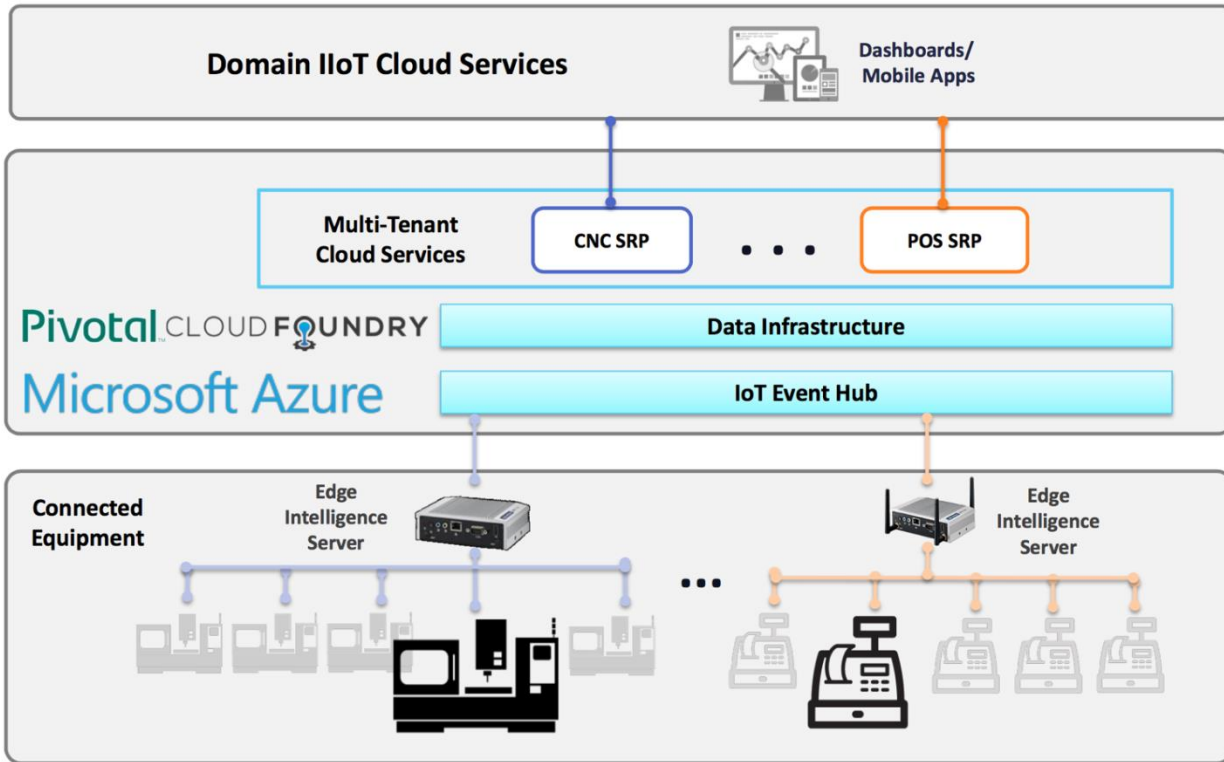 Domain IIoT Cloud Services
Dashboards/
Mobile Apps
Multi-Tenant
Cloud Services
CNC SRP
POS SRP
Pivotal™ CLOUD FOUNDRY
Data Infrastructure
Microsoft Azure
IoT Event Hub
Connected
Equipment
Edge
Intelligence
Server
Edge
Intelligence
Server